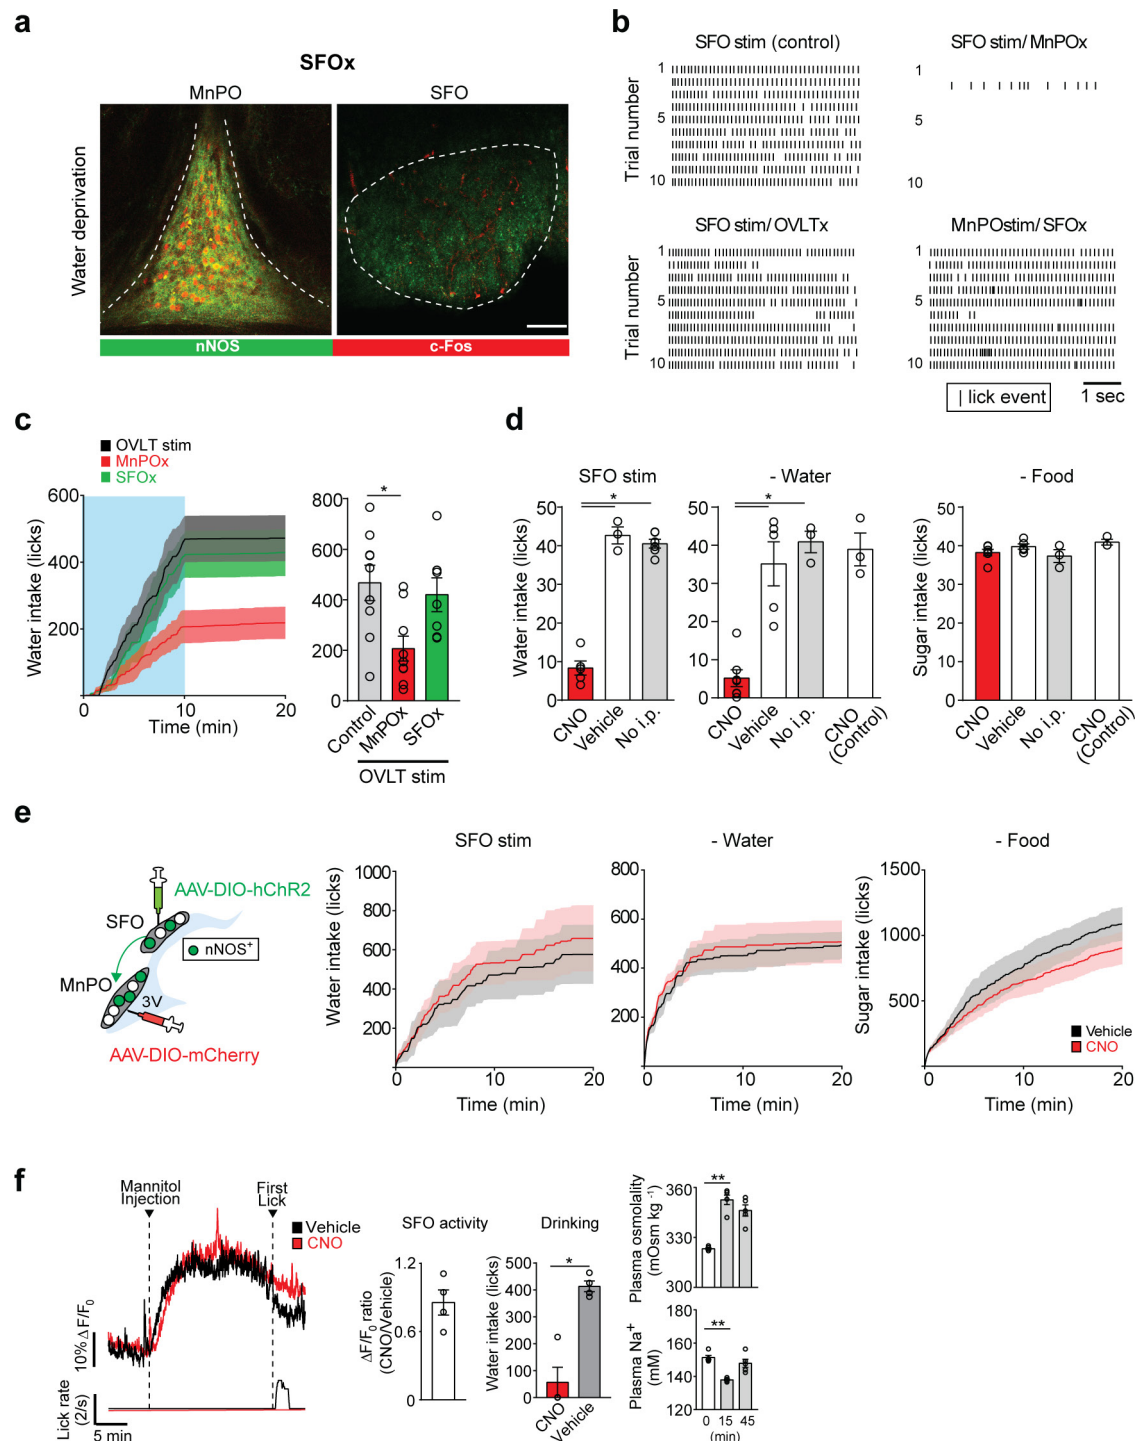 a
SFOx
MnPO
SFO
Water deprivation
nNOS
c-Fos
b
SFO stim (control)
SFO stim/MnPOx
Trial number
1
5
10
1
5
10
SFO stim/OVLTx
MnPOstim/SFOx
Trial number
1
5
10
1
5
10
| lick event
1 sec
c
OVLT stim
MnPOx
SFOx
Water intake (licks)
600
400
200
0
10
20
Time (min)
800
600
400
200
0
Control
MnPOx
SFOx
OVLT stim
*
d
SFO stim
Water intake (licks)
50
40
30
20
10
0
*
CNO
Vehicle
No i.p.
- Water
50
40
30
20
10
0
*
CNO
Vehicle
No i.p.
CNO
(Control)
- Food
Sugar intake (licks)
50
40
30
20
10
0
CNO
Vehicle
No i.p.
CNO
(Control)
e
AAV-DIO-hChR2
SFO
nNOS+
MnPO
3V
AAV-DIO-mCherry
SFO stim
Water intake (licks)
1000
800
600
400
200
0
10
20
Time (min)
- Water
800
600
400
200
0
10
20
Time (min)
- Food
Sugar intake (licks)
1500
1000
500
0
10
20
Time (min)
Vehicle
CNO
f
Mannitol
Injection
First
Lick
Vehicle
CNO
10% ΔF/F0
Lick rate
(2/s)
5 min
SFO activity
ΔF/F0 ratio
(CNO/Vehicle)
1.2
0.6
0
Drinking
Water intake (licks)
500
400
300
200
100
0
*
CNO
Vehicle
Plasma osmolality
(mOsm kg-1)
360
330
300
**
Plasma Na+
(mM)
180
160
140
120
**
0
15
45
(min)